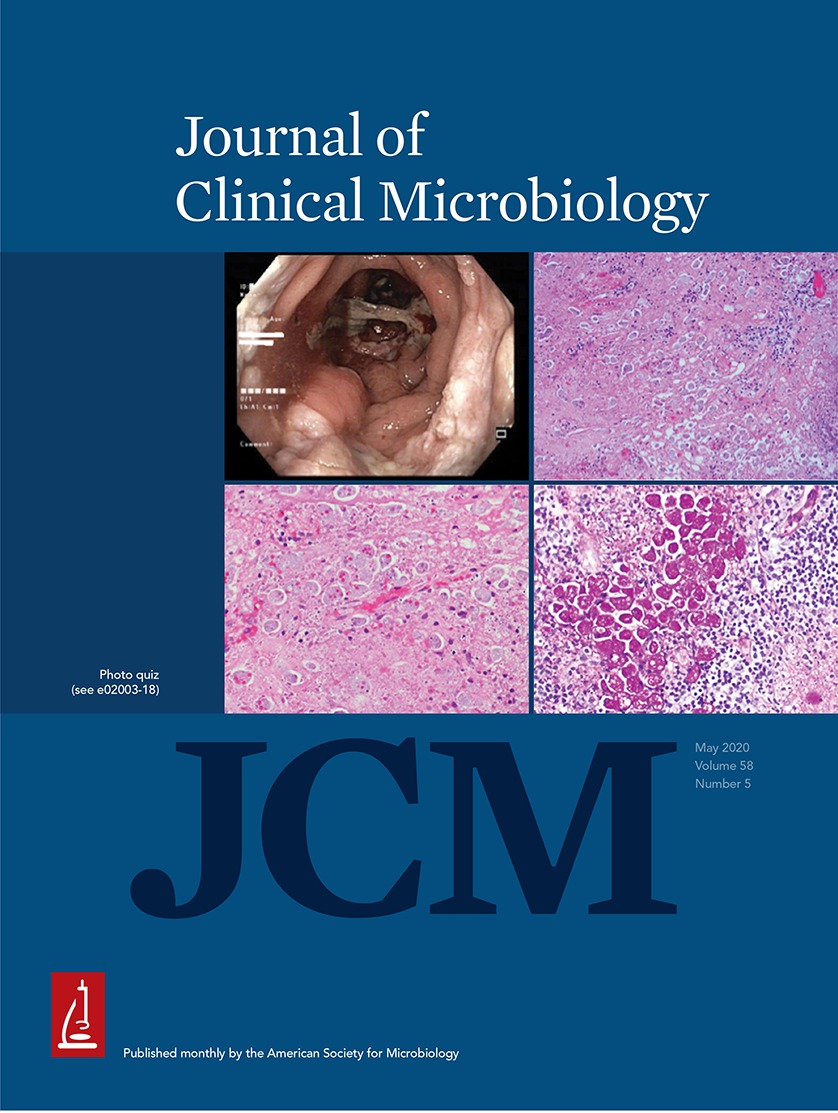 Journal of
Clinical Microbiology
Comment:
Photo quiz
(see e02003-18)
JCM
May 2020
Volume 58
Number 5
Published monthly by the American Society for Microbiology